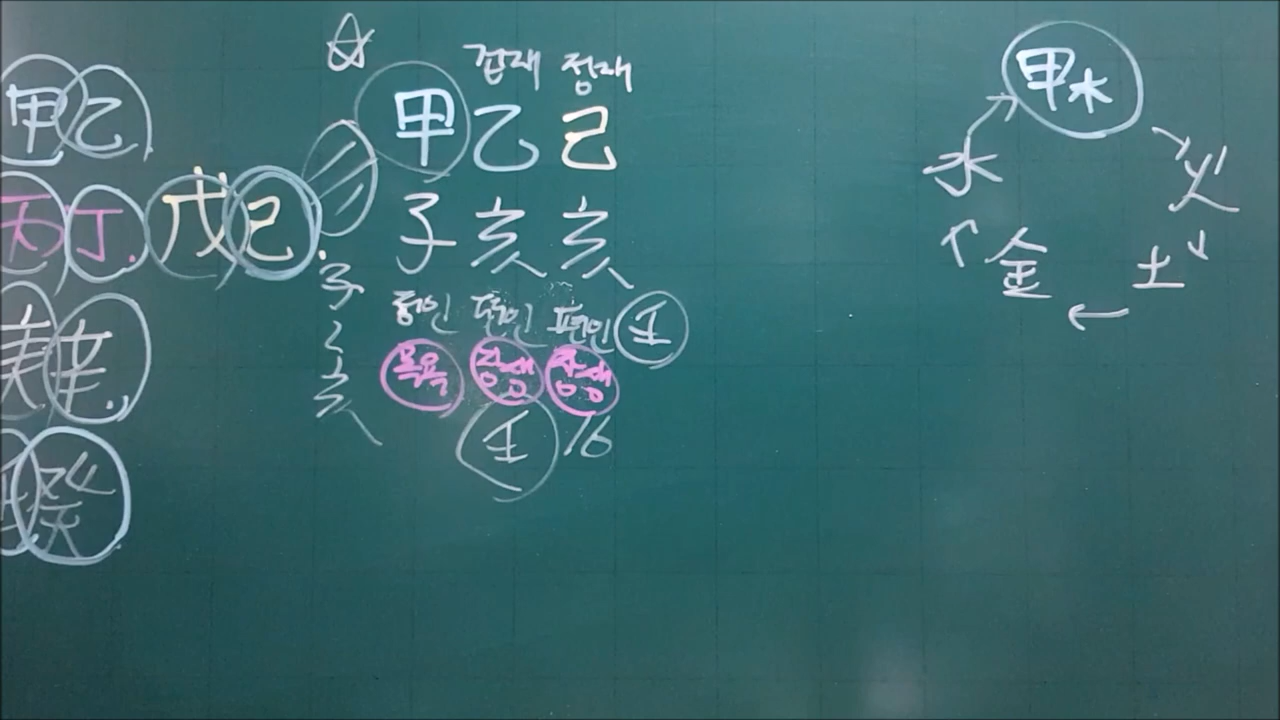 甲乙
丙丁. 戊己.
辛
癸
겁재 정재
甲乙己
子亥亥
정인 편인 편인 壬
목욕 장생 장생
壬 16
子
亥
甲木
水 火
金 土